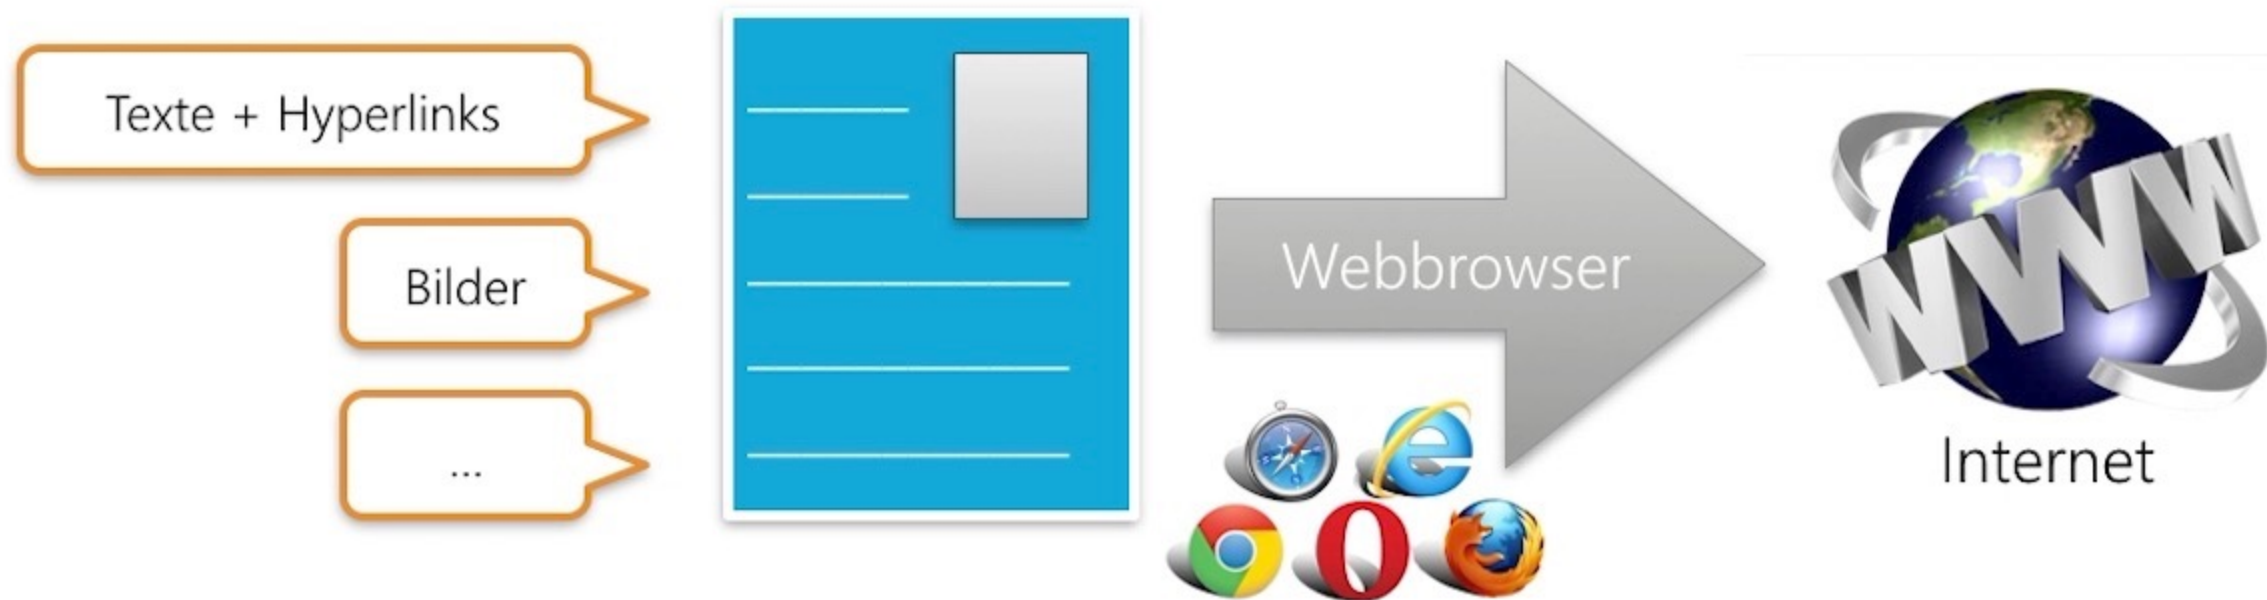 Texte + Hyperlinks
Bilder
...
Webbrowser
WWW
Internet